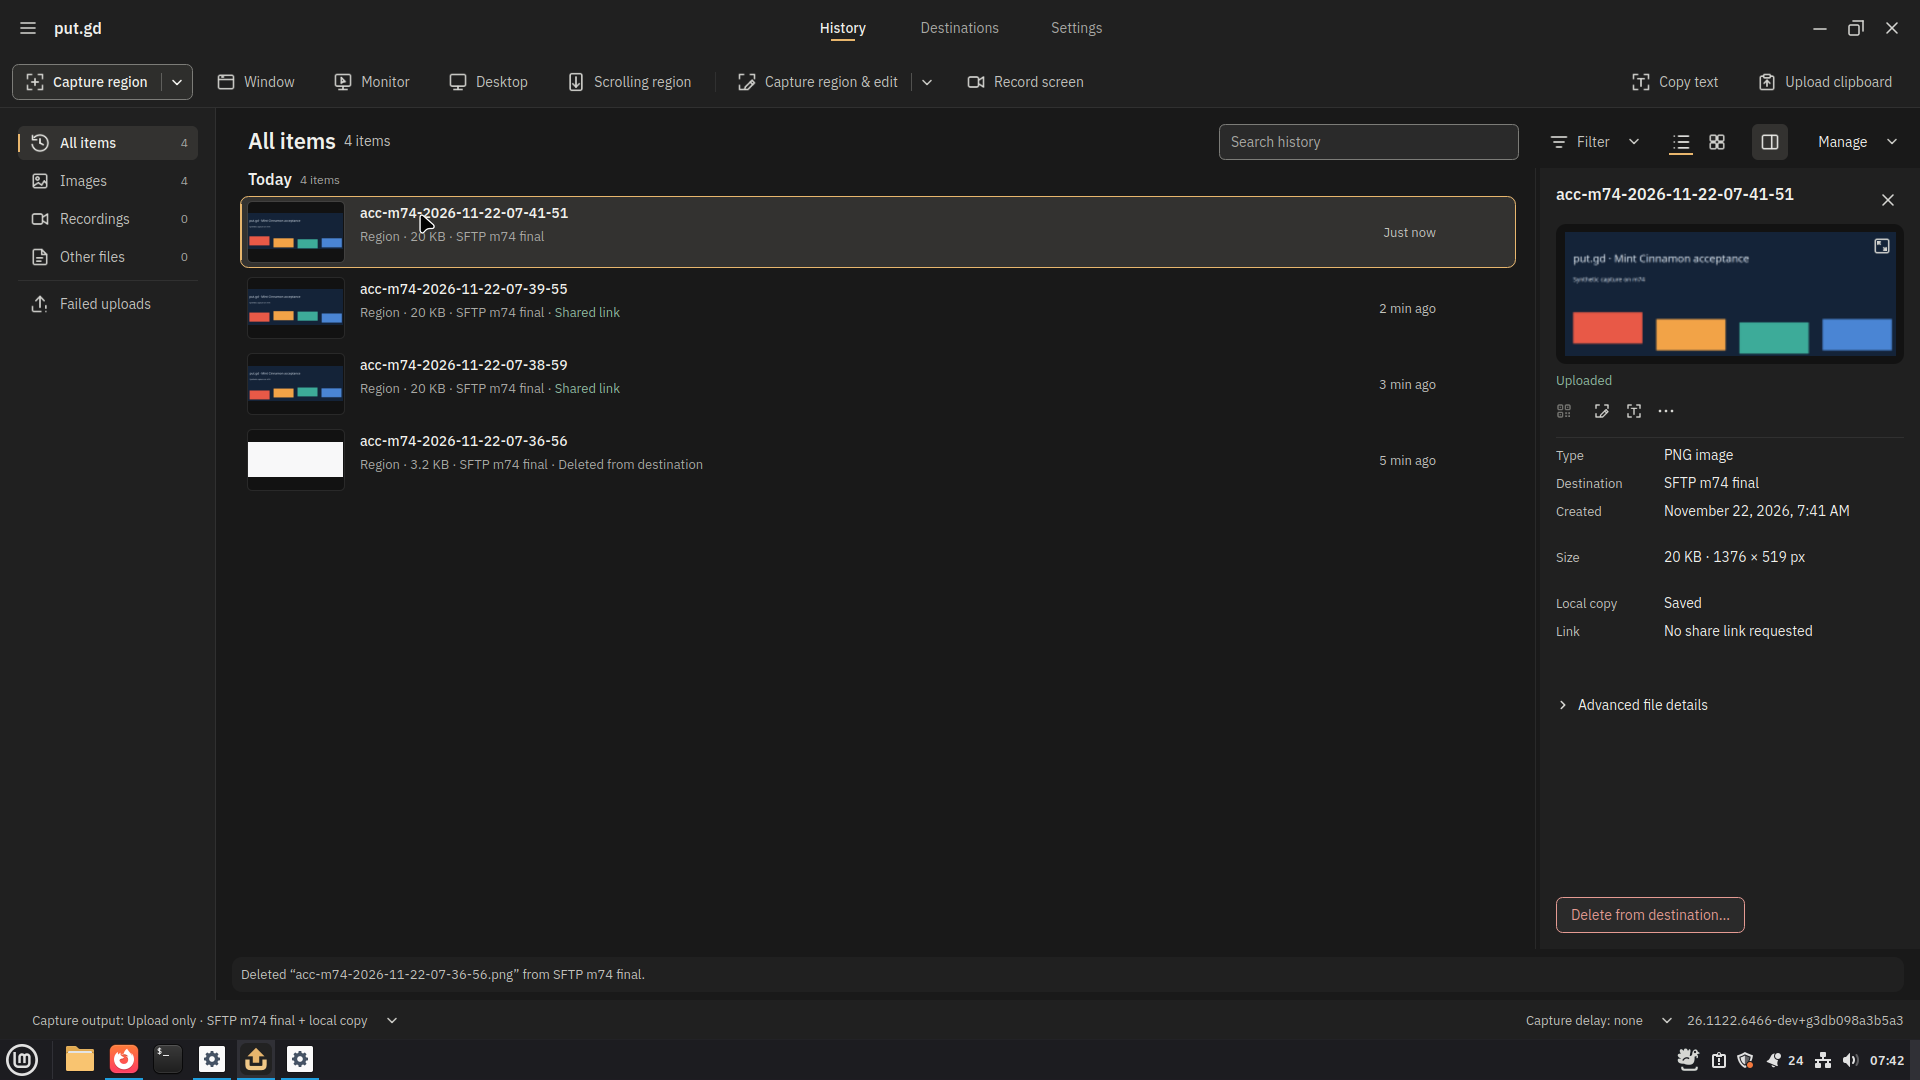 put.gd
History
Destinations
Settings
Capture region
Window
Monitor
Desktop
Scrolling region
Capture region & edit
Record screen
Copy text
Upload clipboard
All items 4
Images 4
Recordings 0
Other files 0
Failed uploads
All items 4 items
Search history
Filter
Manage
Today 4 items
acc-m74-2026-11-22-07-41-51
Region · 20 KB · SFTP m74 final
Just now
acc-m74-2026-11-22-07-39-55
Region · 20 KB · SFTP m74 final · Shared link
2 min ago
acc-m74-2026-11-22-07-38-59
Region · 20 KB · SFTP m74 final · Shared link
3 min ago
acc-m74-2026-11-22-07-36-56
Region · 3.2 KB · SFTP m74 final · Deleted from destination
5 min ago
acc-m74-2026-11-22-07-41-51
put.gd · Mint Cinnamon acceptance
Synthetic capture on m74
Uploaded
Type PNG image
Destination SFTP m74 final
Created November 22, 2026, 7:41 AM
Size 20 KB · 1376 × 519 px
Local copy Saved
Link No share link requested
Advanced file details
Delete from destination...
Deleted “acc-m74-2026-11-22-07-36-56.png” from SFTP m74 final.
Capture output: Upload only · SFTP m74 final + local copy
Capture delay: none
26.1122.6466-dev+g3db098a3b5a3
24
07:42